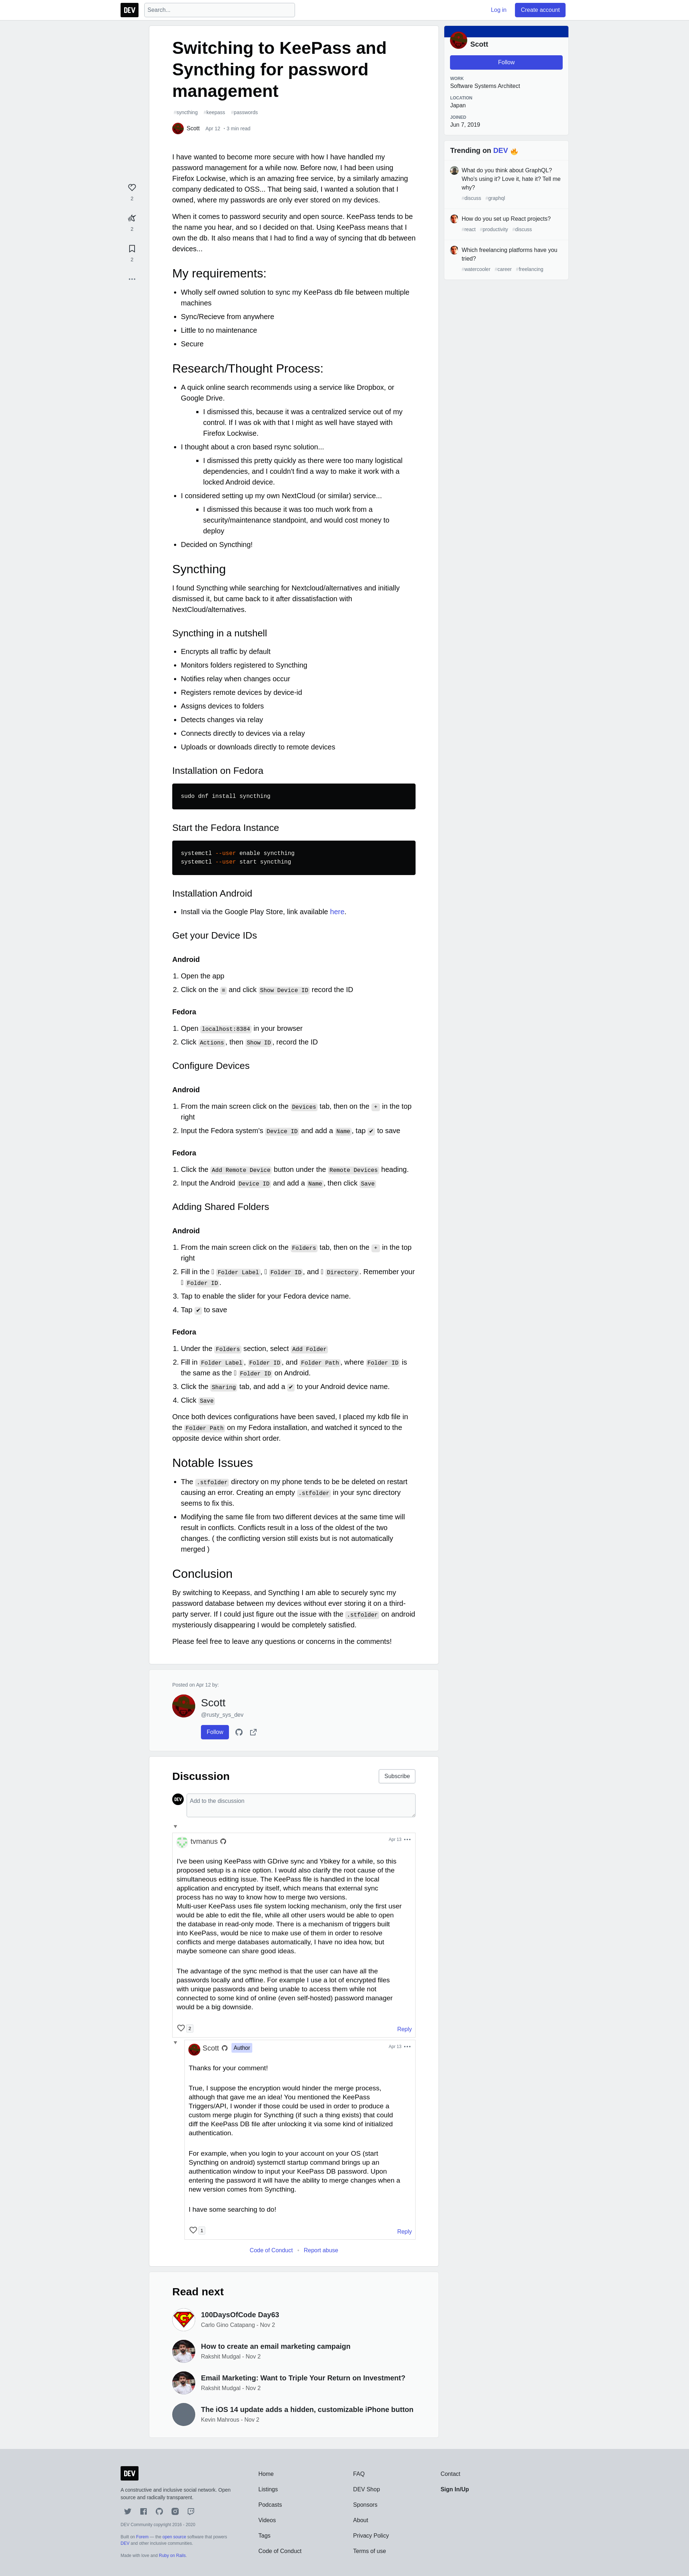 DEV
Search...
Log in
Create account
2
2
2
Switching to KeePass and
Syncthing for password
management
#syncthing #keepass #passwords
Scott Apr 12 ・3 min read
I have wanted to become more secure with how I have handled my
password management for a while now. Before now, I had been using
Firefox Lockwise, which is an amazing free service, by a similarly amazing
company dedicated to OSS... That being said, I wanted a solution that I
owned, where my passwords are only ever stored on my devices.
When it comes to password security and open source. KeePass tends to be
the name you hear, and so I decided on that. Using KeePass means that I
own the db. It also means that I had to find a way of syncing that db between
devices...
My requirements:
• Wholly self owned solution to sync my KeePass db file between multiple
machines
• Sync/Recieve from anywhere
• Little to no maintenance
• Secure
Research/Thought Process:
• A quick online search recommends using a service like Dropbox, or
Google Drive.
• I dismissed this, because it was a centralized service out of my
control. If I was ok with that I might as well have stayed with
Firefox Lockwise.
• I thought about a cron based rsync solution...
• I dismissed this pretty quickly as there were too many logistical
dependencies, and I couldn't find a way to make it work with a
locked Android device.
• I considered setting up my own NextCloud (or similar) service...
• I dismissed this because it was too much work from a
security/maintenance standpoint, and would cost money to
deploy
• Decided on Syncthing!
Syncthing
I found Syncthing while searching for Nextcloud/alternatives and initially
dismissed it, but came back to it after dissatisfaction with
NextCloud/alternatives.
Syncthing in a nutshell
• Encrypts all traffic by default
• Monitors folders registered to Syncthing
• Notifies relay when changes occur
• Registers remote devices by device-id
• Assigns devices to folders
• Detects changes via relay
• Connects directly to devices via a relay
• Uploads or downloads directly to remote devices
Installation on Fedora
sudo dnf install syncthing
Start the Fedora Instance
systemctl --user enable syncthing
systemctl --user start syncthing
Installation Android
• Install via the Google Play Store, link available here.
Get your Device IDs
Android
1. Open the app
2. Click on the ≡ and click Show Device ID record the ID
Fedora
1. Open localhost:8384 in your browser
2. Click Actions, then Show ID, record the ID
Configure Devices
Android
1. From the main screen click on the Devices tab, then on the + in the top
right
2. Input the Fedora system's Device ID and add a Name, tap ✔ to save
Fedora
1. Click the Add Remote Device button under the Remote Devices heading.
2. Input the Android Device ID and add a Name, then click Save
Adding Shared Folders
Android
1. From the main screen click on the Folders tab, then on the + in the top
right
2. Fill in the Folder Label, Folder ID, and Directory. Remember your
Folder ID.
3. Tap to enable the slider for your Fedora device name.
4. Tap ✔ to save
Fedora
1. Under the Folders section, select Add Folder
2. Fill in Folder Label, Folder ID, and Folder Path, where Folder ID is
the same as the Folder ID on Android.
3. Click the Sharing tab, and add a ✔ to your Android device name.
4. Click Save
Once both devices configurations have been saved, I placed my kdb file in
the Folder Path on my Fedora installation, and watched it synced to the
opposite device within short order.
Notable Issues
• The .stfolder directory on my phone tends to be be deleted on restart
causing an error. Creating an empty .stfolder in your sync directory
seems to fix this.
• Modifying the same file from two different devices at the same time will
result in conflicts. Conflicts result in a loss of the oldest of the two
changes. ( the conflicting version still exists but is not automatically
merged )
Conclusion
By switching to Keepass, and Syncthing I am able to securely sync my
password database between my devices without ever storing it on a third-
party server. If I could just figure out the issue with the .stfolder on android
mysteriously disappearing I would be completely satisfied.
Please feel free to leave any questions or concerns in the comments!
Posted on Apr 12 by:
Scott
@rusty_sys_dev
Follow
Discussion
Subscribe
DEV
Add to the discussion
tvmanus
Apr 13
I've been using KeePass with GDrive sync and Ybikey for a while, so this
proposed setup is a nice option. I would also clarify the root cause of the
simultaneous editing issue. The KeePass file is handled in the local
application and encrypted by itself, which means that external sync
process has no way to know how to merge two versions.
Multi-user KeePass uses file system locking mechanism, only the first user
would be able to edit the file, while all other users would be able to open
the database in read-only mode. There is a mechanism of triggers built
into KeePass, would be nice to make use of them in order to resolve
conflicts and merge databases automatically, I have no idea how, but
maybe someone can share good ideas.
The advantage of the sync method is that the user can have all the
passwords locally and offline. For example I use a lot of encrypted files
with unique passwords and being unable to access them while not
connected to some kind of online (even self-hosted) password manager
would be a big downside.
2
Reply
Scott
Author
Apr 13
Thanks for your comment!
True, I suppose the encryption would hinder the merge process,
although that gave me an idea! You mentioned the KeePass
Triggers/API, I wonder if those could be used in order to produce a
custom merge plugin for Syncthing (if such a thing exists) that could
diff the KeePass DB file after unlocking it via some kind of initialized
authentication.
For example, when you login to your account on your OS (start
Syncthing on android) systemctl startup command brings up an
authentication window to input your KeePass DB password. Upon
entering the password it will have the ability to merge changes when a
new version comes from Syncthing.
I have some searching to do!
1
Reply
Code of Conduct • Report abuse
Read next
100DaysOfCode Day63
Carlo Gino Catapang - Nov 2
How to create an email marketing campaign
Rakshit Mudgal - Nov 2
Email Marketing: Want to Triple Your Return on Investment?
Rakshit Mudgal - Nov 2
The iOS 14 update adds a hidden, customizable iPhone button
Kevin Mahrous - Nov 2
Scott
Follow
WORK
Software Systems Architect
LOCATION
Japan
JOINED
Jun 7, 2019
Trending on DEV 🔥
What do you think about GraphQL?
Who's using it? Love it, hate it? Tell me
why?
#discuss #graphql
How do you set up React projects?
#react #productivity #discuss
Which freelancing platforms have you
tried?
#watercooler #career #freelancing
DEV
A constructive and inclusive social network. Open
source and radically transparent.
DEV Community copyright 2016 - 2020
Built on Forem — the open source software that powers
DEV and other inclusive communities.
Made with love and Ruby on Rails.
Home
Listings
Podcasts
Videos
Tags
Code of Conduct
FAQ
DEV Shop
Sponsors
About
Privacy Policy
Terms of use
Contact
Sign In/Up